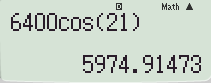 D Math ▲
6400cos(21)
5974.91473